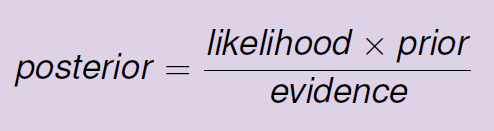 posterior = likelihood × prior
evidence